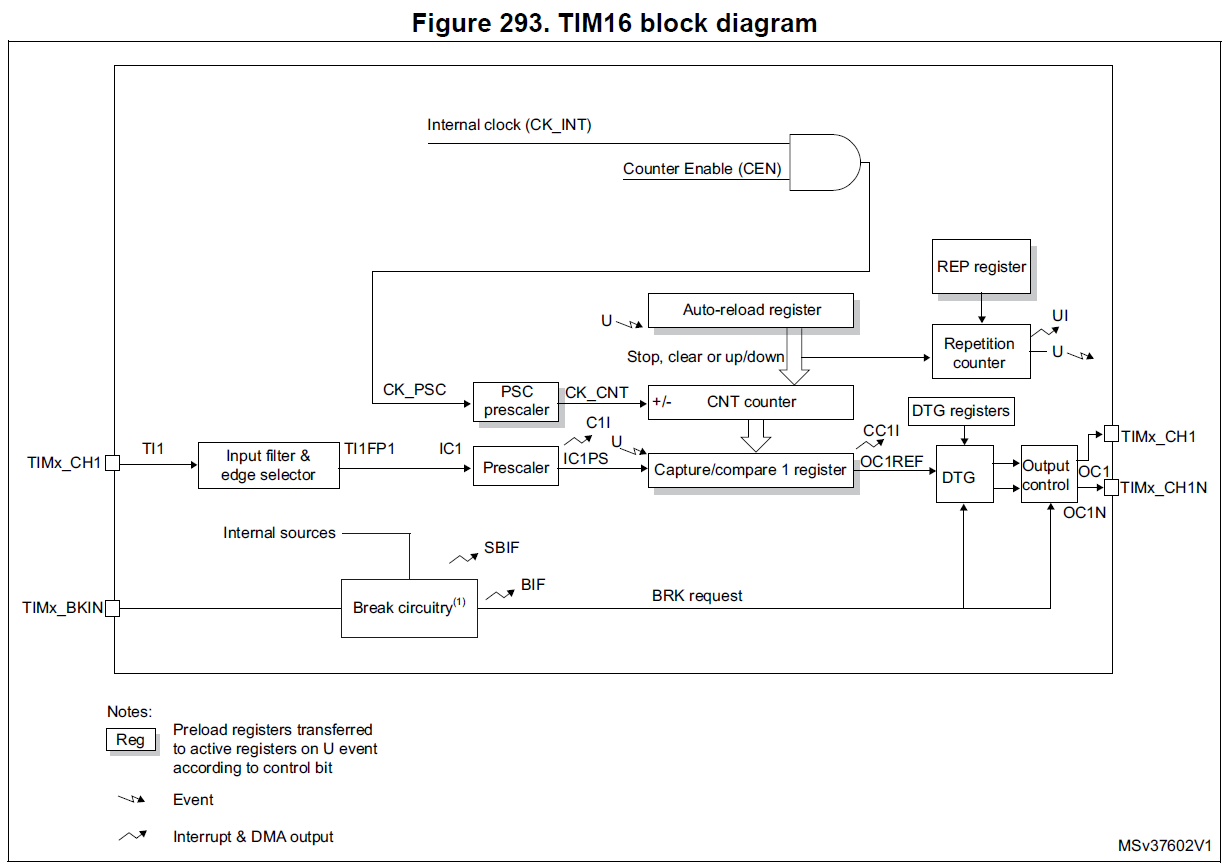 Figure 293. TIM16 block diagram
Internal clock (CK_INT)
Counter Enable (CEN)
REP register
Auto-reload register
U
UI
Repetition
counter
U
Stop, clear or up/down
CK_PSC
PSC
prescaler
CK_CNT
+/-
CNT counter
DTG registers
C1I
CC1I
TIMx_CH1
U
TIMx_CH1
TI1
Input filter &
edge selector
TI1FP1
IC1
Prescaler
IC1PS
Capture/compare 1 register
OC1REF
DTG
Output
control
OC1
TIMx_CH1N
OC1N
Internal sources
SBIF
BIF
TIMx_BKIN
Break circuitry(1)
BRK request
Notes:
Reg
Preload registers transferred
to active registers on U event
according to control bit
Event
Interrupt & DMA output
MSv37602V1